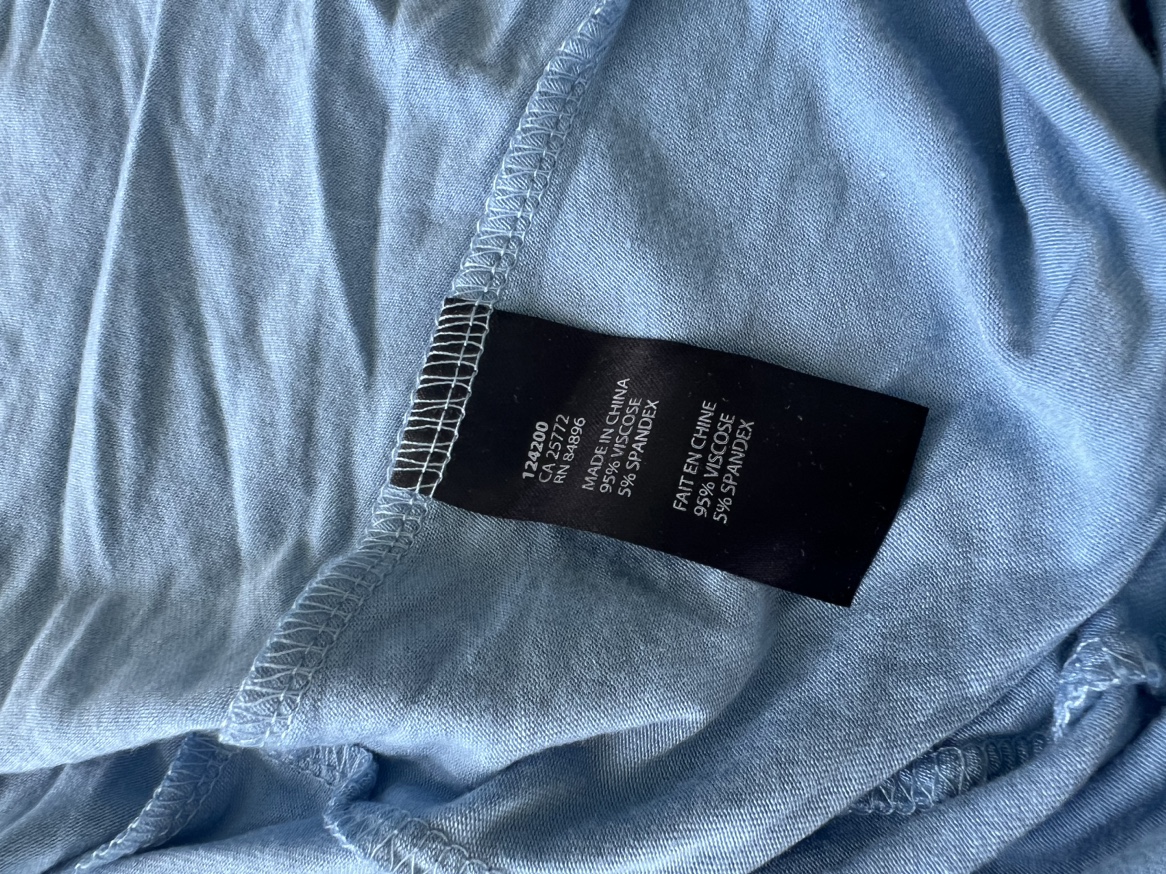 124200
CA 25772
RN 84896
MADE IN CHINA
95% VISCOSE
5% SPANDEX
FAIT EN CHINE
95% VISCOSE
5% SPANDEX